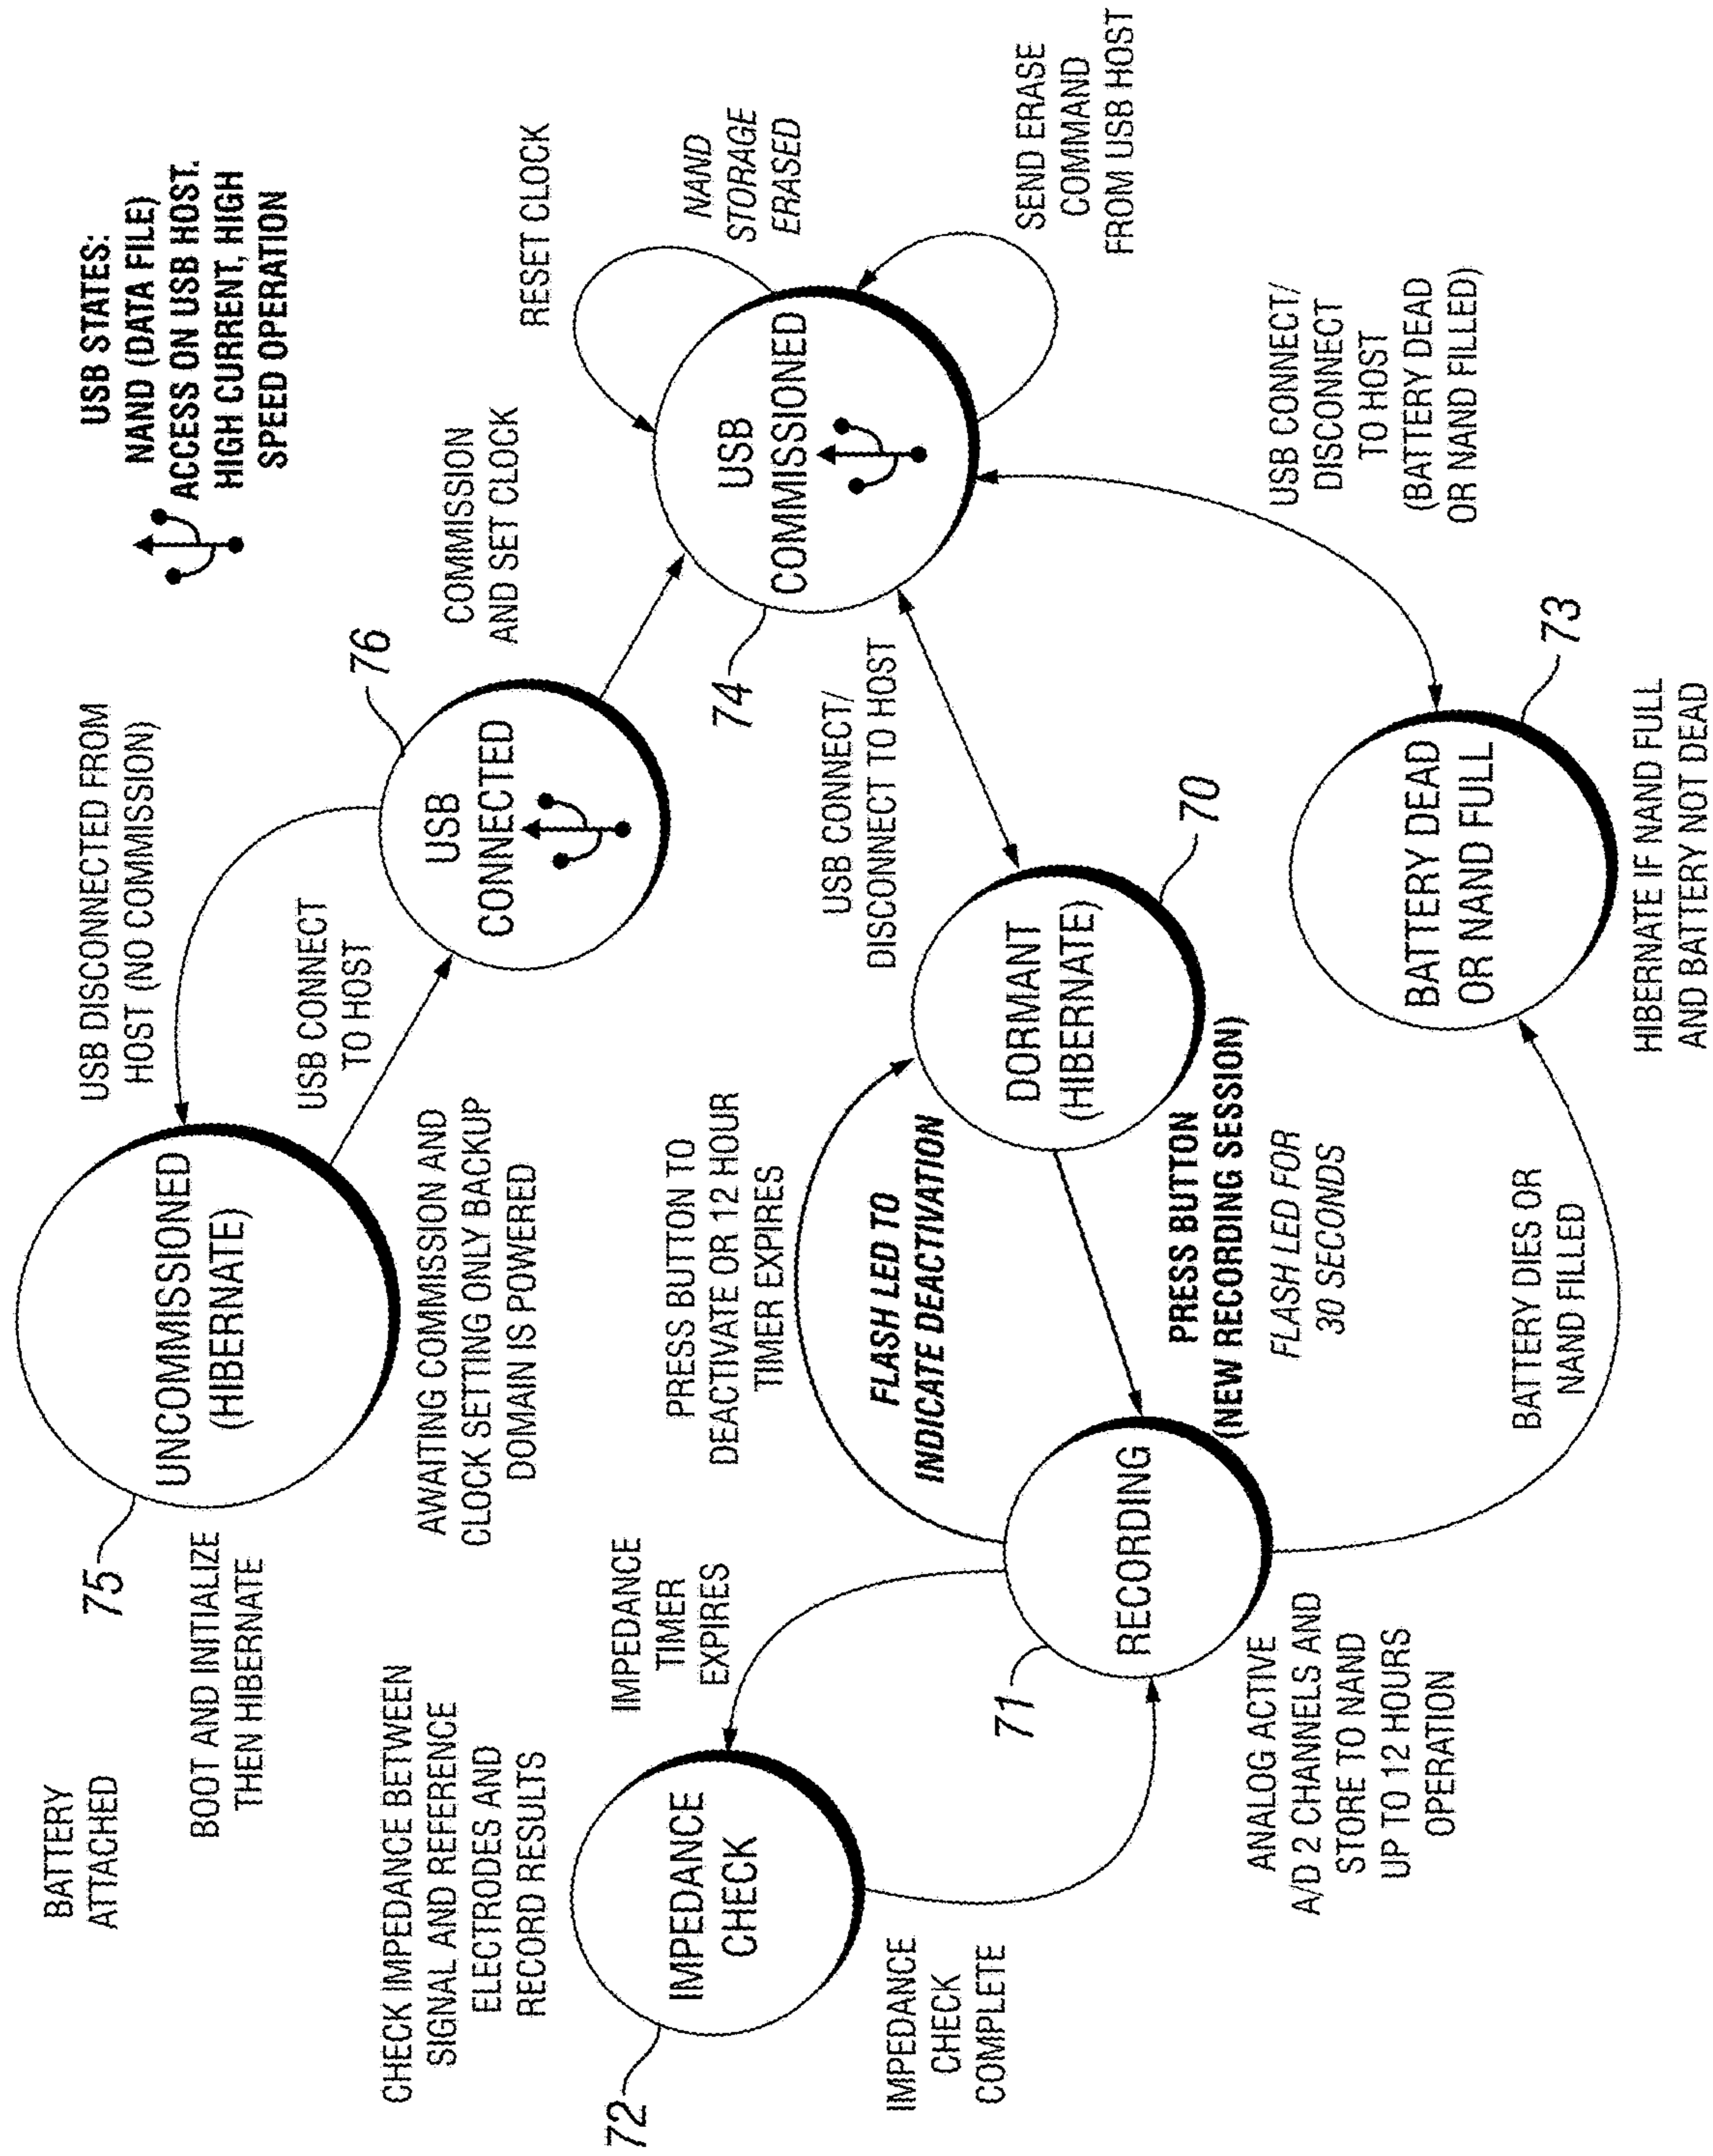 BATTERY
ATTACHED
75
BOOT AND INITIALIZE
THEN HIBERNATE
UNCOMMISSIONED
(HIBERNATE)
AWAITING COMMISSION AND
CLOCK SETTING ONLY BACKUP
DOMAIN IS POWERED
USB DISCONNECTED FROM
HOST (NO COMMISSION)
USB CONNECT
TO HOST
76
USB
CONNECTED
USB STATES:
NAND (DATA FILE)
ACCESS ON USB HOST.
HIGH CURRENT, HIGH
SPEED OPERATION
COMMISSION
AND SET CLOCK
RESET CLOCK
NAND
STORAGE
ERASED
USB
COMMISSIONED
74
SEND ERASE
COMMAND
FROM USB HOST
CHECK IMPEDANCE BETWEEN
SIGNAL AND REFERENCE
ELECTRODES AND
RECORD RESULTS
72
IMPEDANCE
CHECK
IMPEDANCE
TIMER
EXPIRES
IMPEDANCE
CHECK
COMPLETE
PRESS BUTTON TO
DEACTIVATE OR 12 HOUR
TIMER EXPIRES
FLASH LED TO
INDICATE DEACTIVATION
USB CONNECT/
DISCONNECT TO HOST
71
RECORDING
ANALOG ACTIVE
A/D 2 CHANNELS AND
STORE TO NAND
UP TO 12 HOURS
OPERATION
DORMANT
(HIBERNATE)
70
PRESS BUTTON
(NEW RECORDING SESSION)
FLASH LED FOR
30 SECONDS
USB CONNECT/
DISCONNECT
TO HOST
(BATTERY DEAD
OR NAND FILLED)
BATTERY DIES OR
NAND FILLED
BATTERY DEAD
OR NAND FULL
73
HIBERNATE IF NAND FULL
AND BATTERY NOT DEAD